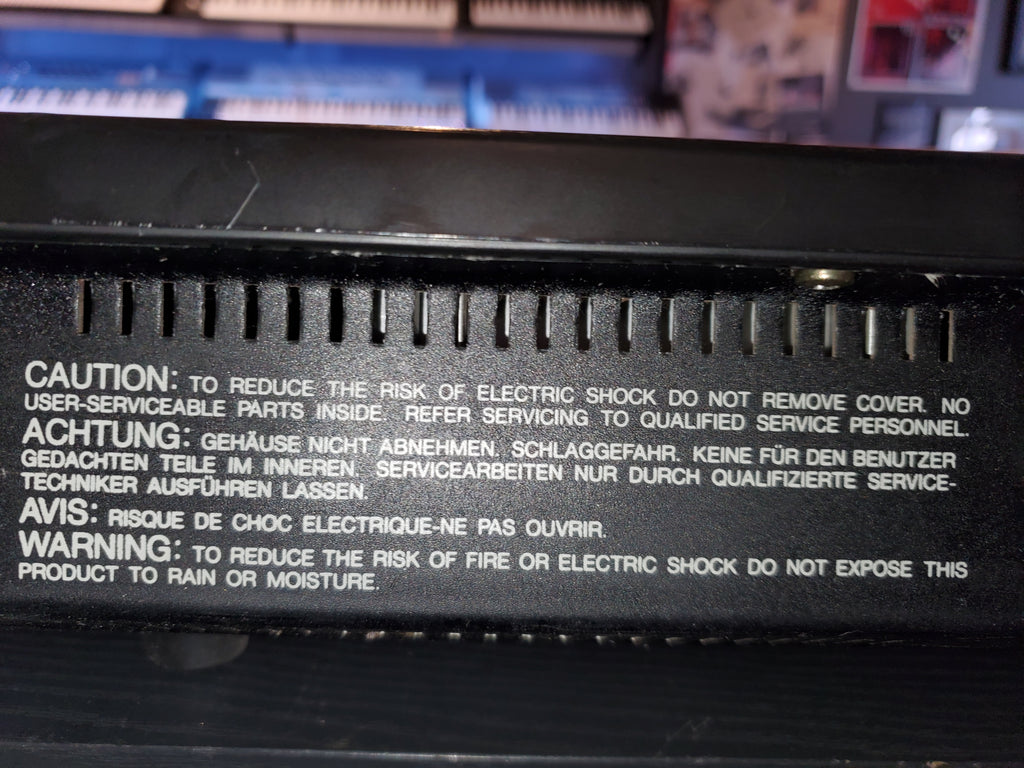 CAUTION: TO REDUCE THE RISK OF ELECTRIC SHOCK DO NOT REMOVE COVER. NO
USER-SERVICEABLE PARTS INSIDE. REFER SERVICING TO QUALIFIED SERVICE PERSONNEL.
ACHTUNG: GEHÄUSE NICHT ABNEHMEN. SCHLAGGEFAHR. KEINE FÜR DEN BENUTZER
GEDACHTEN TEILE IM INNEREN. SERVICEARBEITEN NUR DURCH QUALIFIZIERTE SERVICE-
TECHNIKER AUSFÜHREN LASSEN.
AVIS: RISQUE DE CHOC ELECTRIQUE-NE PAS OUVRIR.
WARNING: TO REDUCE THE RISK OF FIRE OR ELECTRIC SHOCK DO NOT EXPOSE THIS
PRODUCT TO RAIN OR MOISTURE.